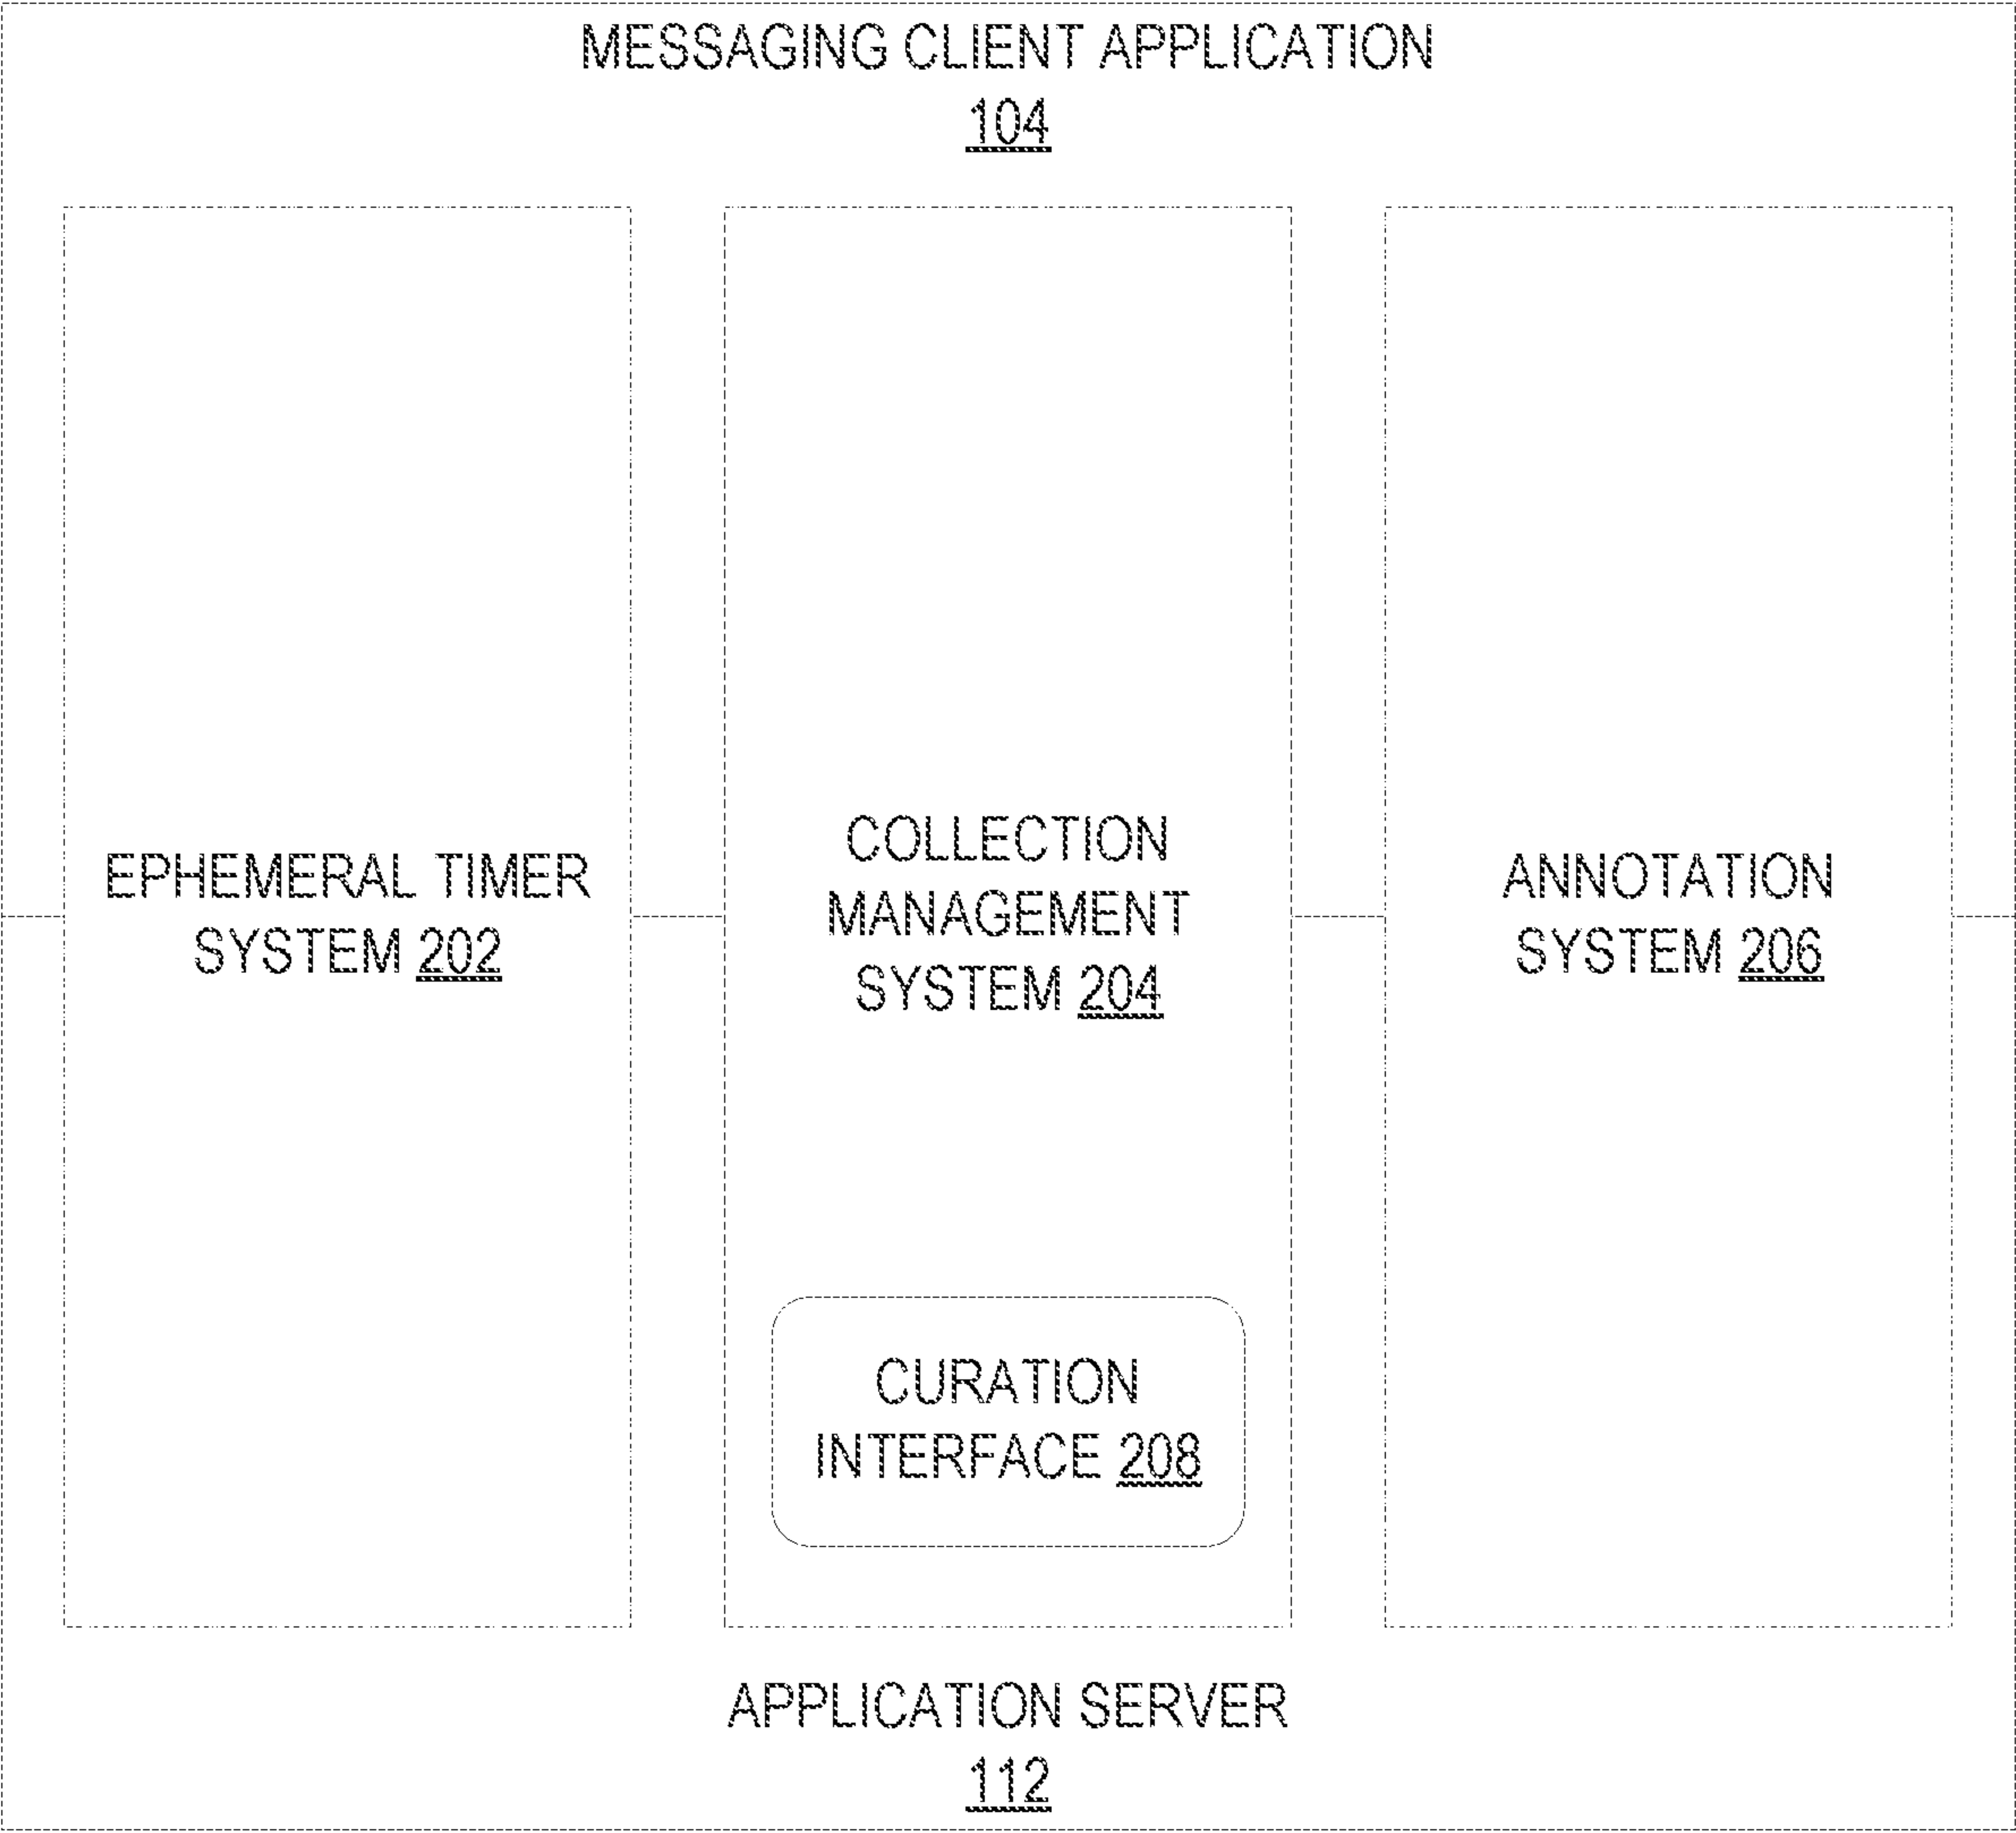 MESSAGING CLIENT APPLICATION
104
EPHEMERAL TIMER
SYSTEM 202
COLLECTION
MANAGEMENT
SYSTEM 204
ANNOTATION
SYSTEM 206
CURATION
INTERFACE 208
APPLICATION SERVER
112